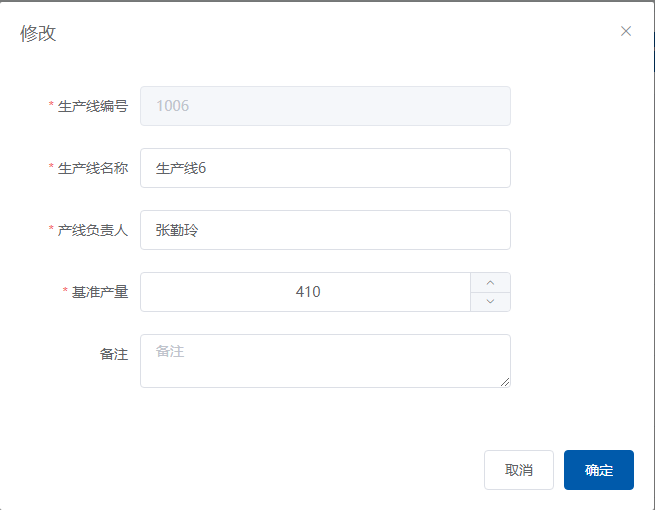 修改
* 生产线编号 1006
* 生产线名称 生产线6
* 产线负责人 张勤玲
* 基准产量 410
备注 备注
取消 确定